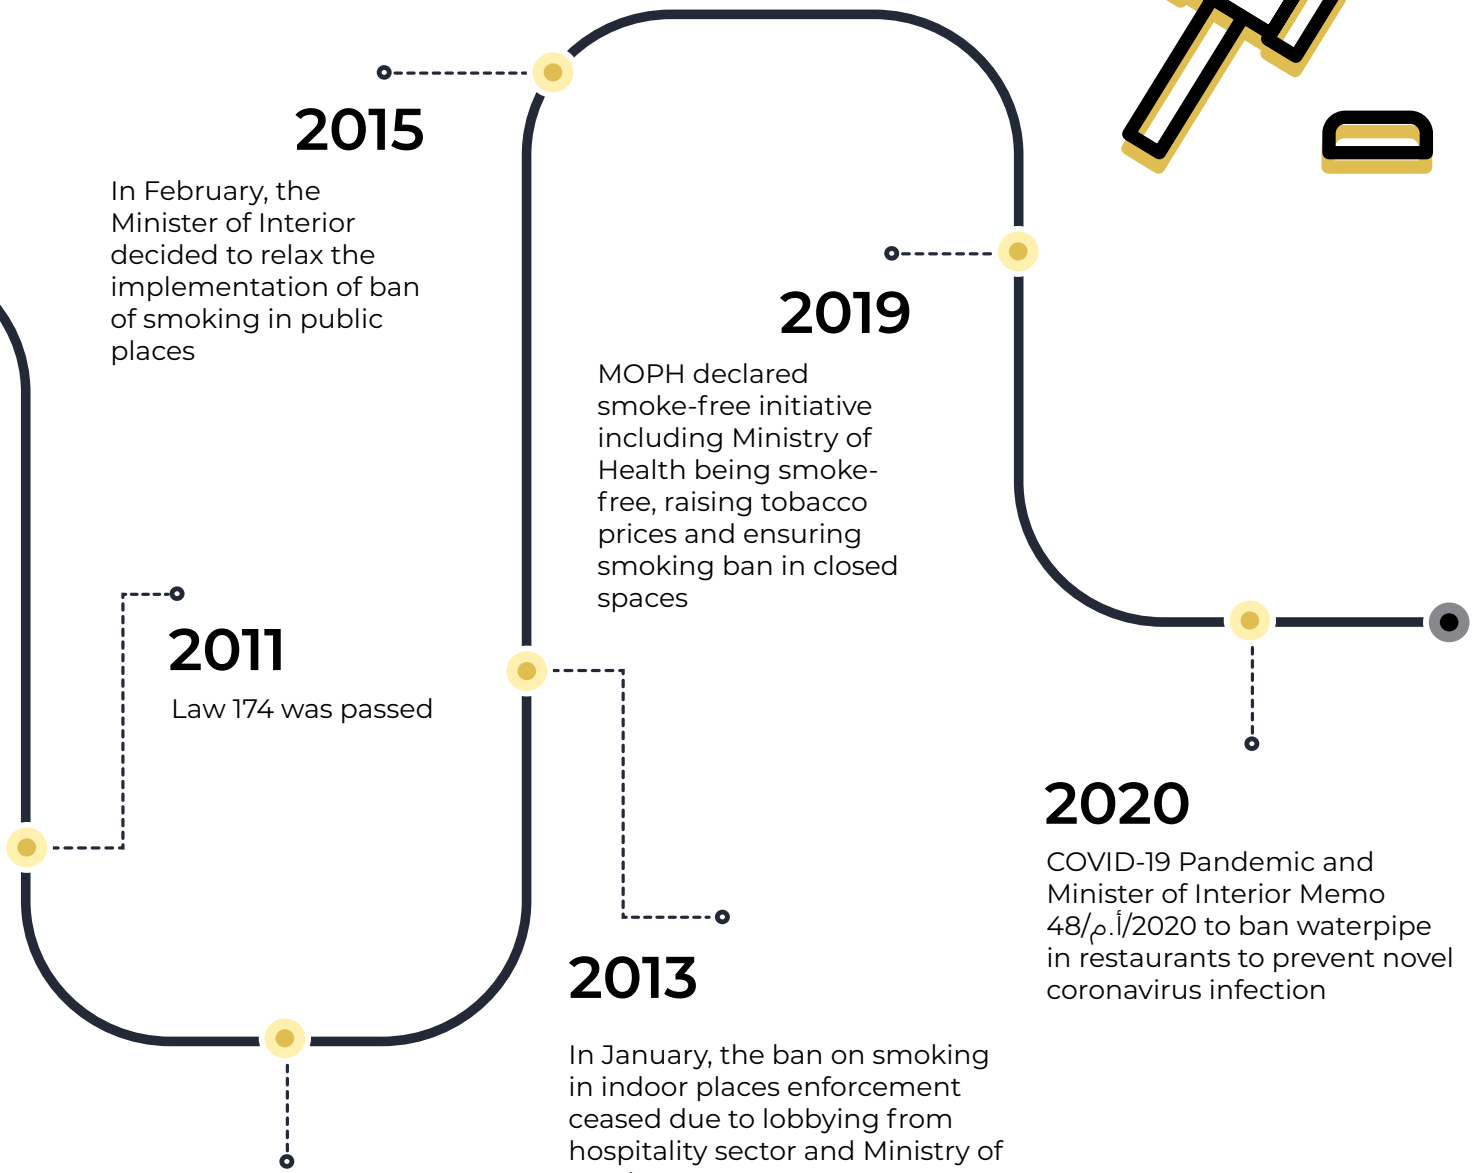 2015
In February, the
Minister of Interior
decided to relax the
implementation of ban
of smoking in public
places
2019
MOPH declared
smoke-free initiative
including Ministry of
Health being smoke-
free, raising tobacco
prices and ensuring
smoking ban in closed
spaces
2011
Law 174 was passed
2013
In January, the ban on smoking
in indoor places enforcement
ceased due to lobbying from
hospitality sector and Ministry of
2020
COVID-19 Pandemic and
Minister of Interior Memo
48/أ.م/2020 to ban waterpipe
in restaurants to prevent novel
coronavirus infection